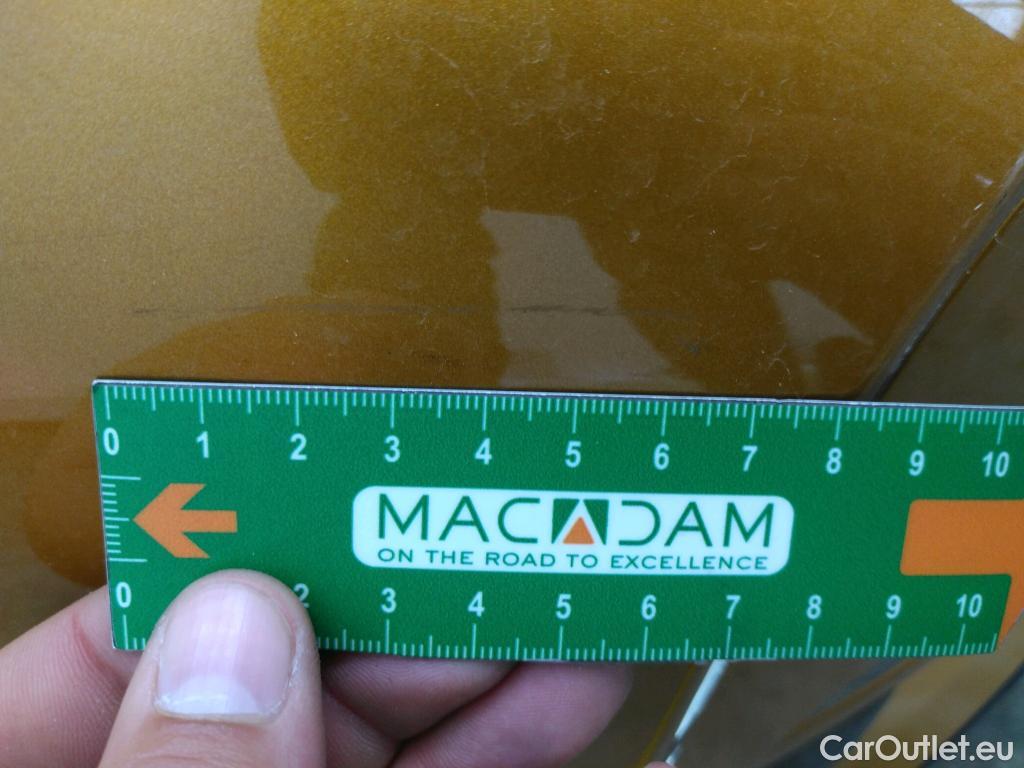 0 1 2 3 4 5 6 7 8 9 10
MACADAM
ON THE ROAD TO EXCELLENCE
0 2 3 4 5 6 7 8 9 10
CarOutlet.eu